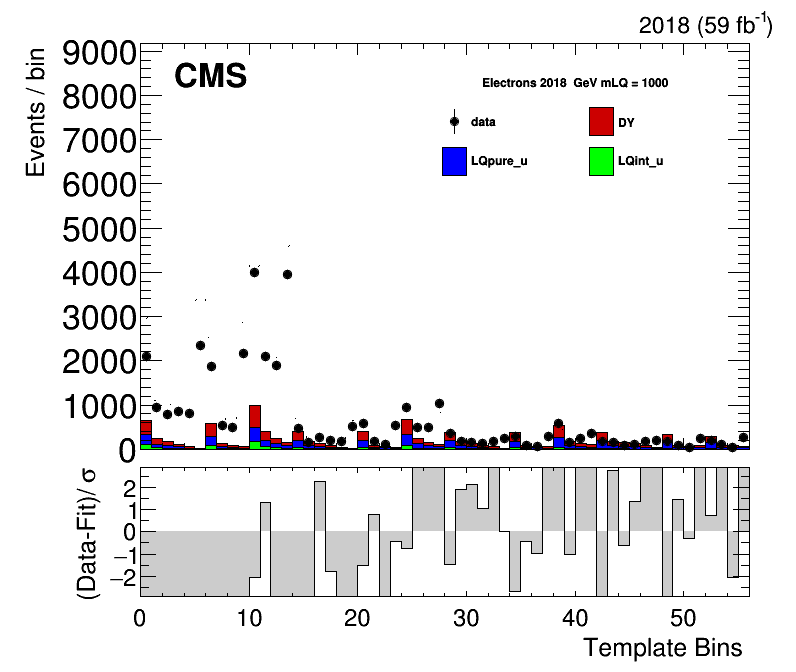 2018 (59 fb-1)
CMS
Electrons 2018 GeV mLQ = 1000
data
DY
LQpure_u
LQint_u
Events / bin
9000
8000
7000
6000
5000
4000
3000
2000
1000
0
(Data-Fit)/ σ
2
1
0
−1
−2
0 10 20 30 40 50
Template Bins